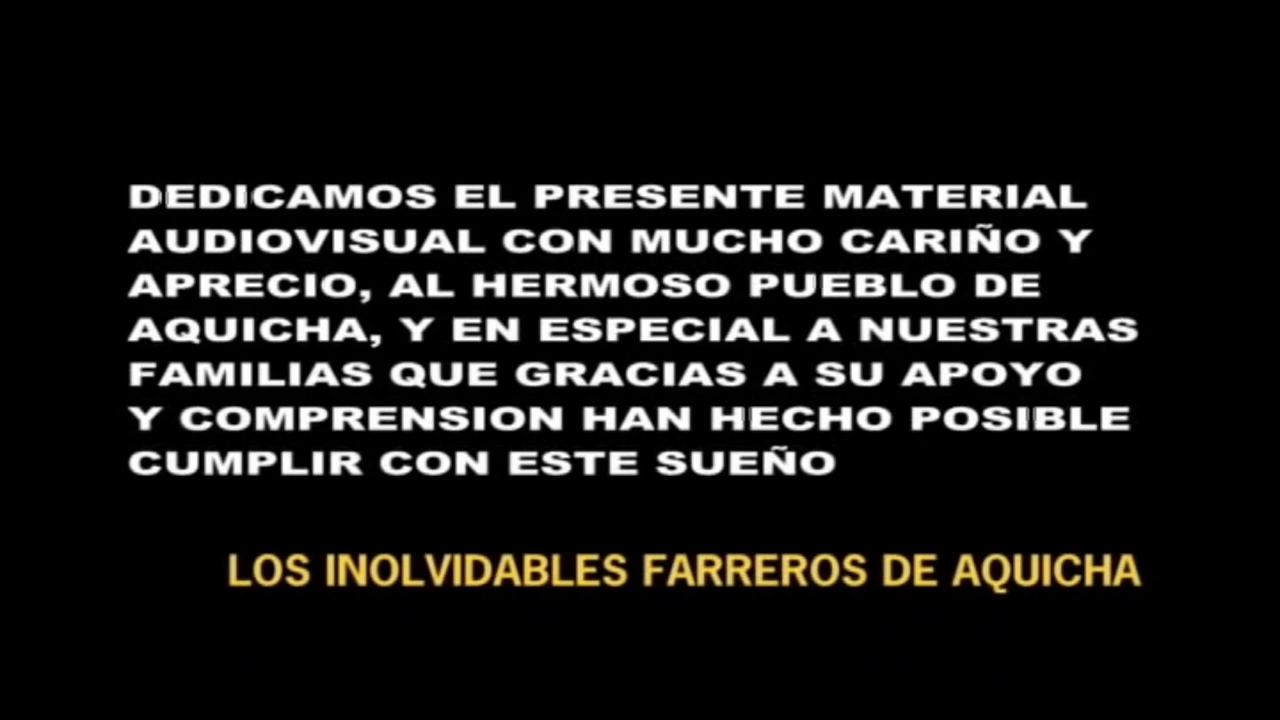 DEDICAMOS EL PRESENTE MATERIAL
AUDIOVISUAL CON MUCHO CARIÑO Y
APRECIO, AL HERMOSO PUEBLO DE
AQUICHA, Y EN ESPECIAL A NUESTRAS
FAMILIAS QUE GRACIAS A SU APOYO
Y COMPRENSION HAN HECHO POSIBLE
CUMPLIR CON ESTE SUEÑO
LOS INOLVIDABLES FARREROS DE AQUICHA